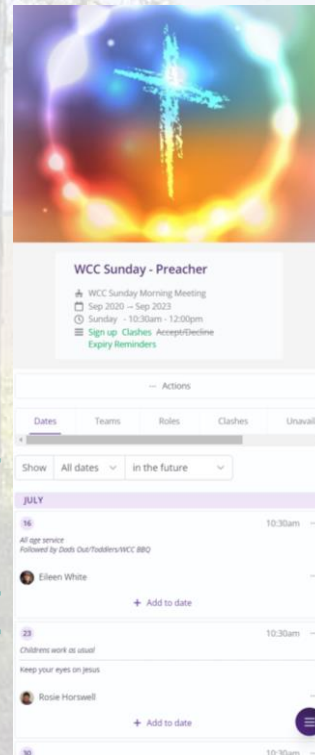 WCC Sunday - Preacher
WCC Sunday Morning Meeting
Sep 2020 → Sep 2023
Sunday - 10:30am - 12:00pm
Sign up Clashes Accept/Decline
Expiry Reminders
··· Actions
Dates Teams Roles Clashes Unavail
Show All dates in the future
JULY
16 10:30am
All age service
Followed by Dads Out/Toddlers/WCC BBQ
Eileen White
+ Add to date
23 10:30am
Childrens work as usual
Keep your eyes on Jesus
Rosie Horswell
+ Add to date
30 10:30am